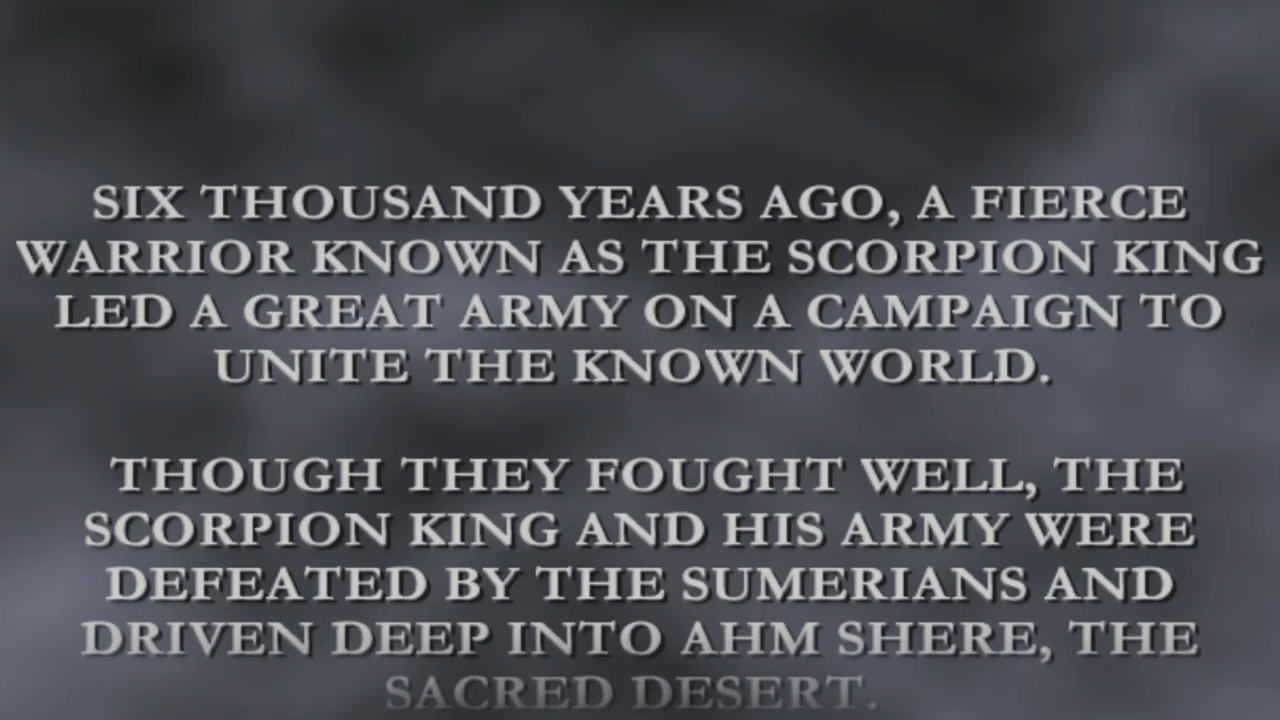 SIX THOUSAND YEARS AGO, A FIERCE
WARRIOR KNOWN AS THE SCORPION KING
LED A GREAT ARMY ON A CAMPAIGN TO
UNITE THE KNOWN WORLD.
THOUGH THEY FOUGHT WELL, THE
SCORPION KING AND HIS ARMY WERE
DEFEATED BY THE SUMERIANS AND
DRIVEN DEEP INTO AHM SHERE, THE
SACRED DESERT.